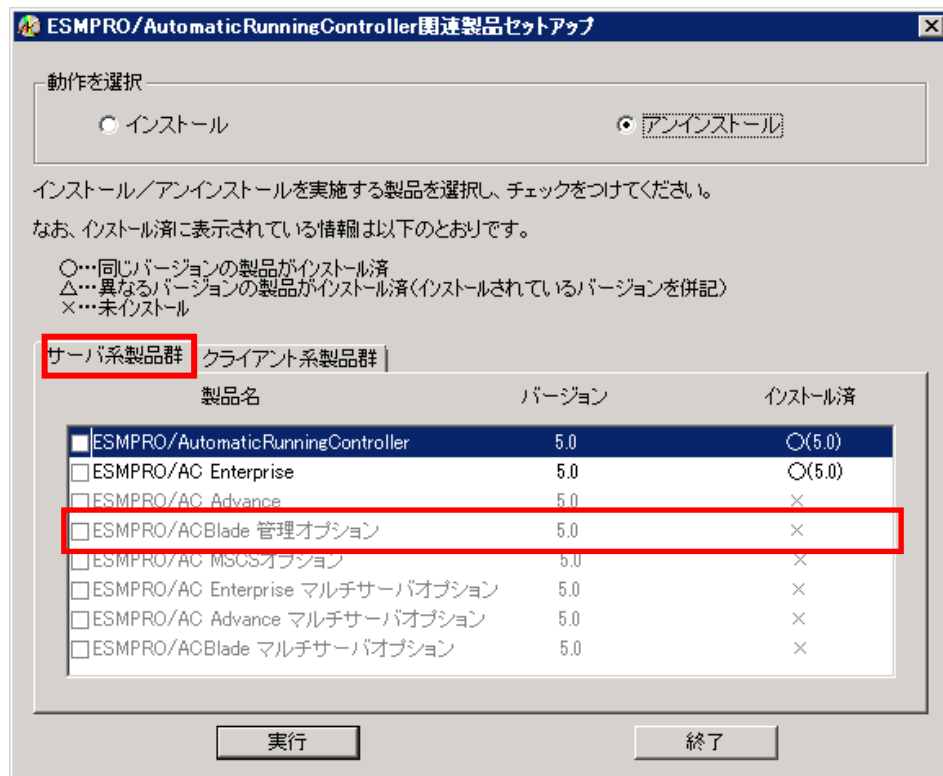 ESMPRO/AutomaticRunningController関連製品セットアップ
動作を選択
インストール アンインストール
インストール／アンインストールを実施する製品を選択し、チェックをつけてください。
なお、インストール済に表示されている情報は以下のとおりです。
○…同じバージョンの製品がインストール済
△…異なるバージョンの製品がインストール済(インストールされているバージョンを併記)
×…未インストール
サーバ系製品群 クライアント系製品群
製品名 バージョン インストール済
ESMPRO/AutomaticRunningController 5.0 ○(5.0)
ESMPRO/AC Enterprise 5.0 ○(5.0)
ESMPRO/AC Advance 5.0 ×
ESMPRO/ACBlade 管理オプション 5.0 ×
ESMPRO/AC MSCSオプション 5.0 ×
ESMPRO/AC Enterprise マルチサーバオプション 5.0 ×
ESMPRO/AC Advance マルチサーバオプション 5.0 ×
ESMPRO/ACBlade マルチサーバオプション 5.0 ×
実行 終了